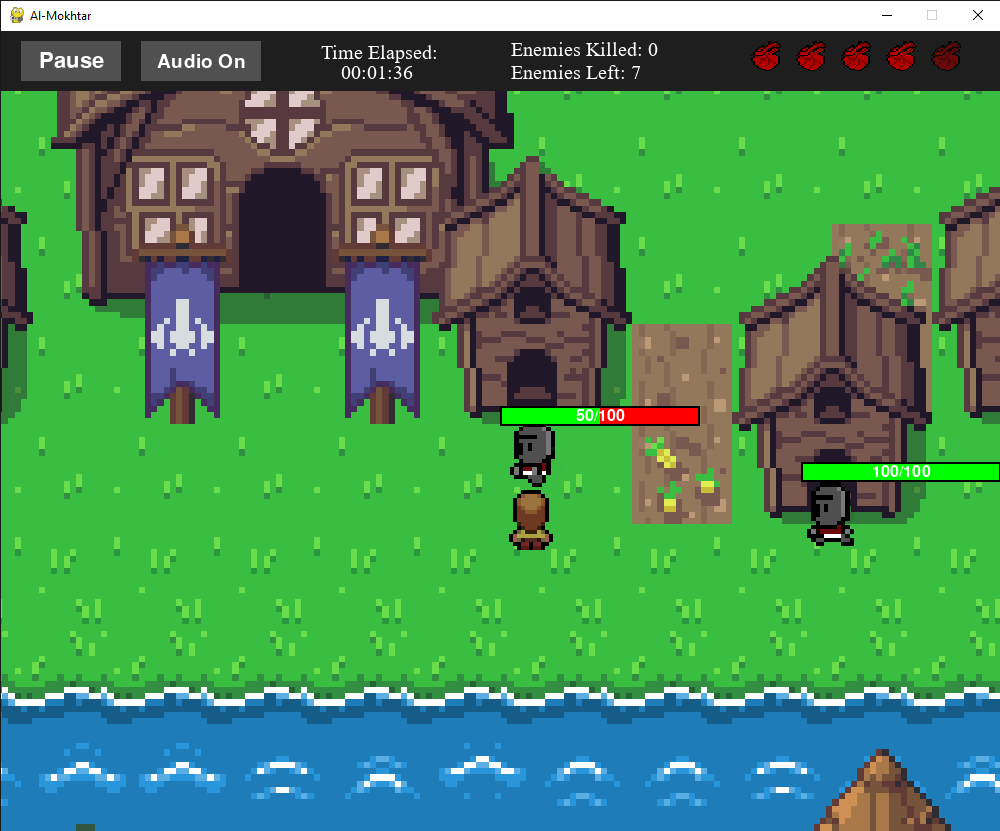 Al-Mokhtar
Pause
Audio On
Time Elapsed:
00:01:36
Enemies Killed: 0
Enemies Left: 7
50/100
100/100